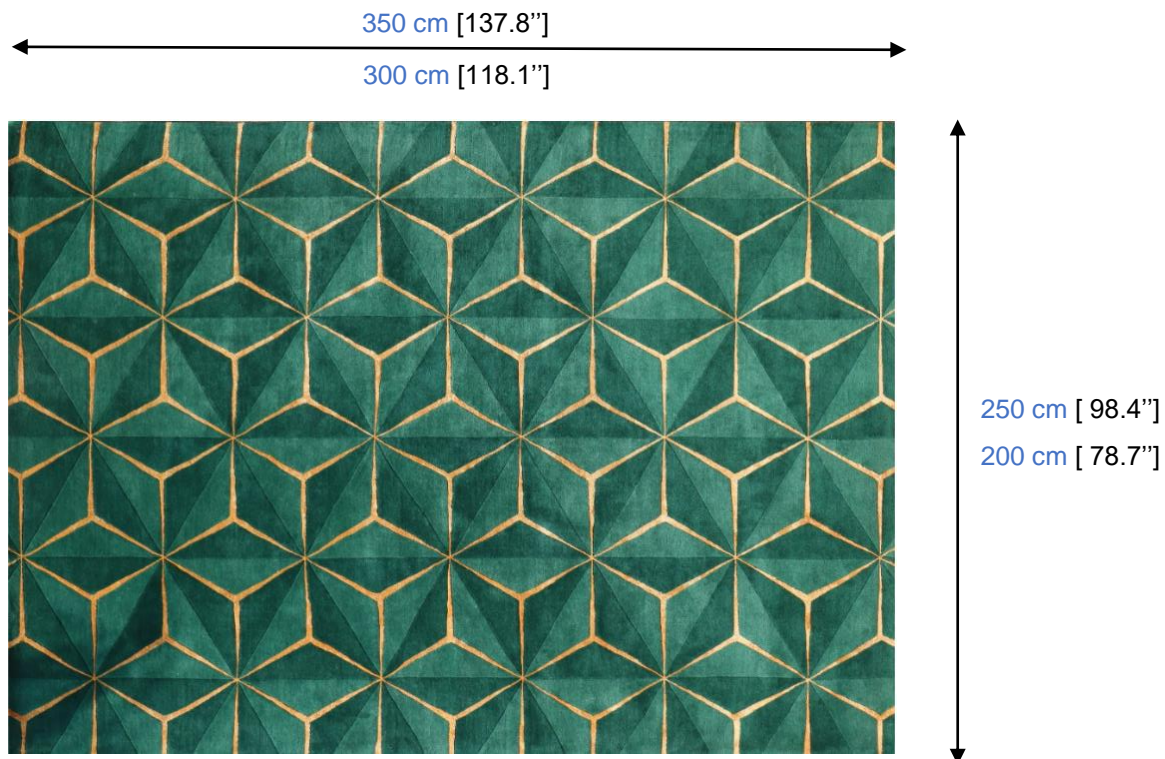 350 cm [137.8’’]
300 cm [118.1’’]
250 cm [ 98.4’’]
200 cm [ 78.7’’]